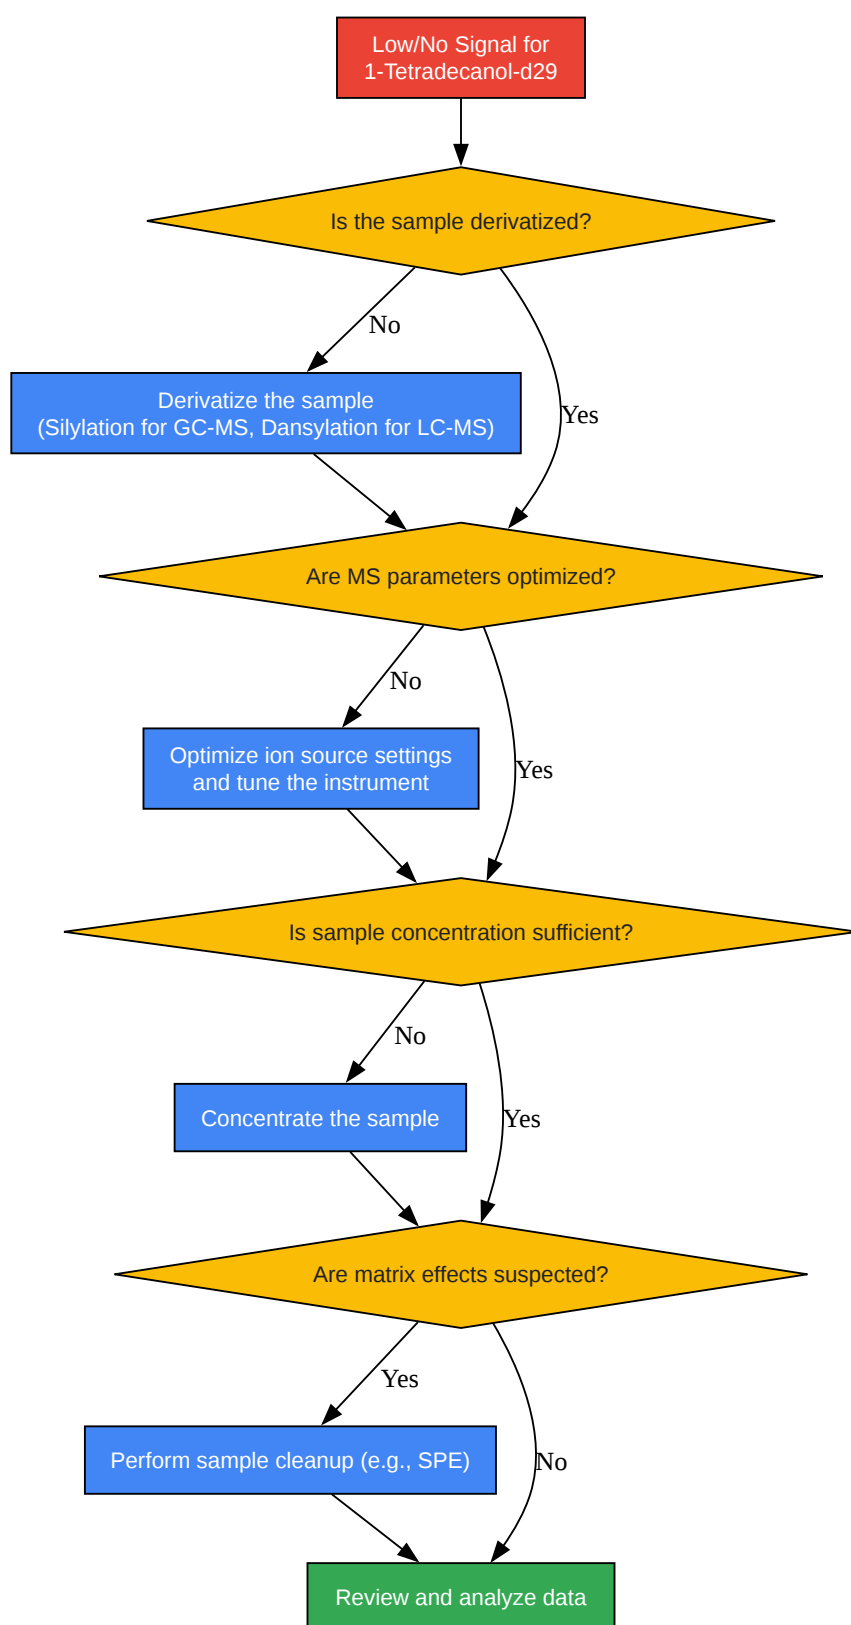 Low/No Signal for
1-Tetradecanol-d29
Is the sample derivatized?
No
Derivatize the sample
(Silylation for GC-MS, Dansylation for LC-MS)
Yes
Are MS parameters optimized?
No
Optimize ion source settings
and tune the instrument
Yes
Is sample concentration sufficient?
No
Concentrate the sample
Yes
Are matrix effects suspected?
Yes
Perform sample cleanup (e.g., SPE)
No
Review and analyze data